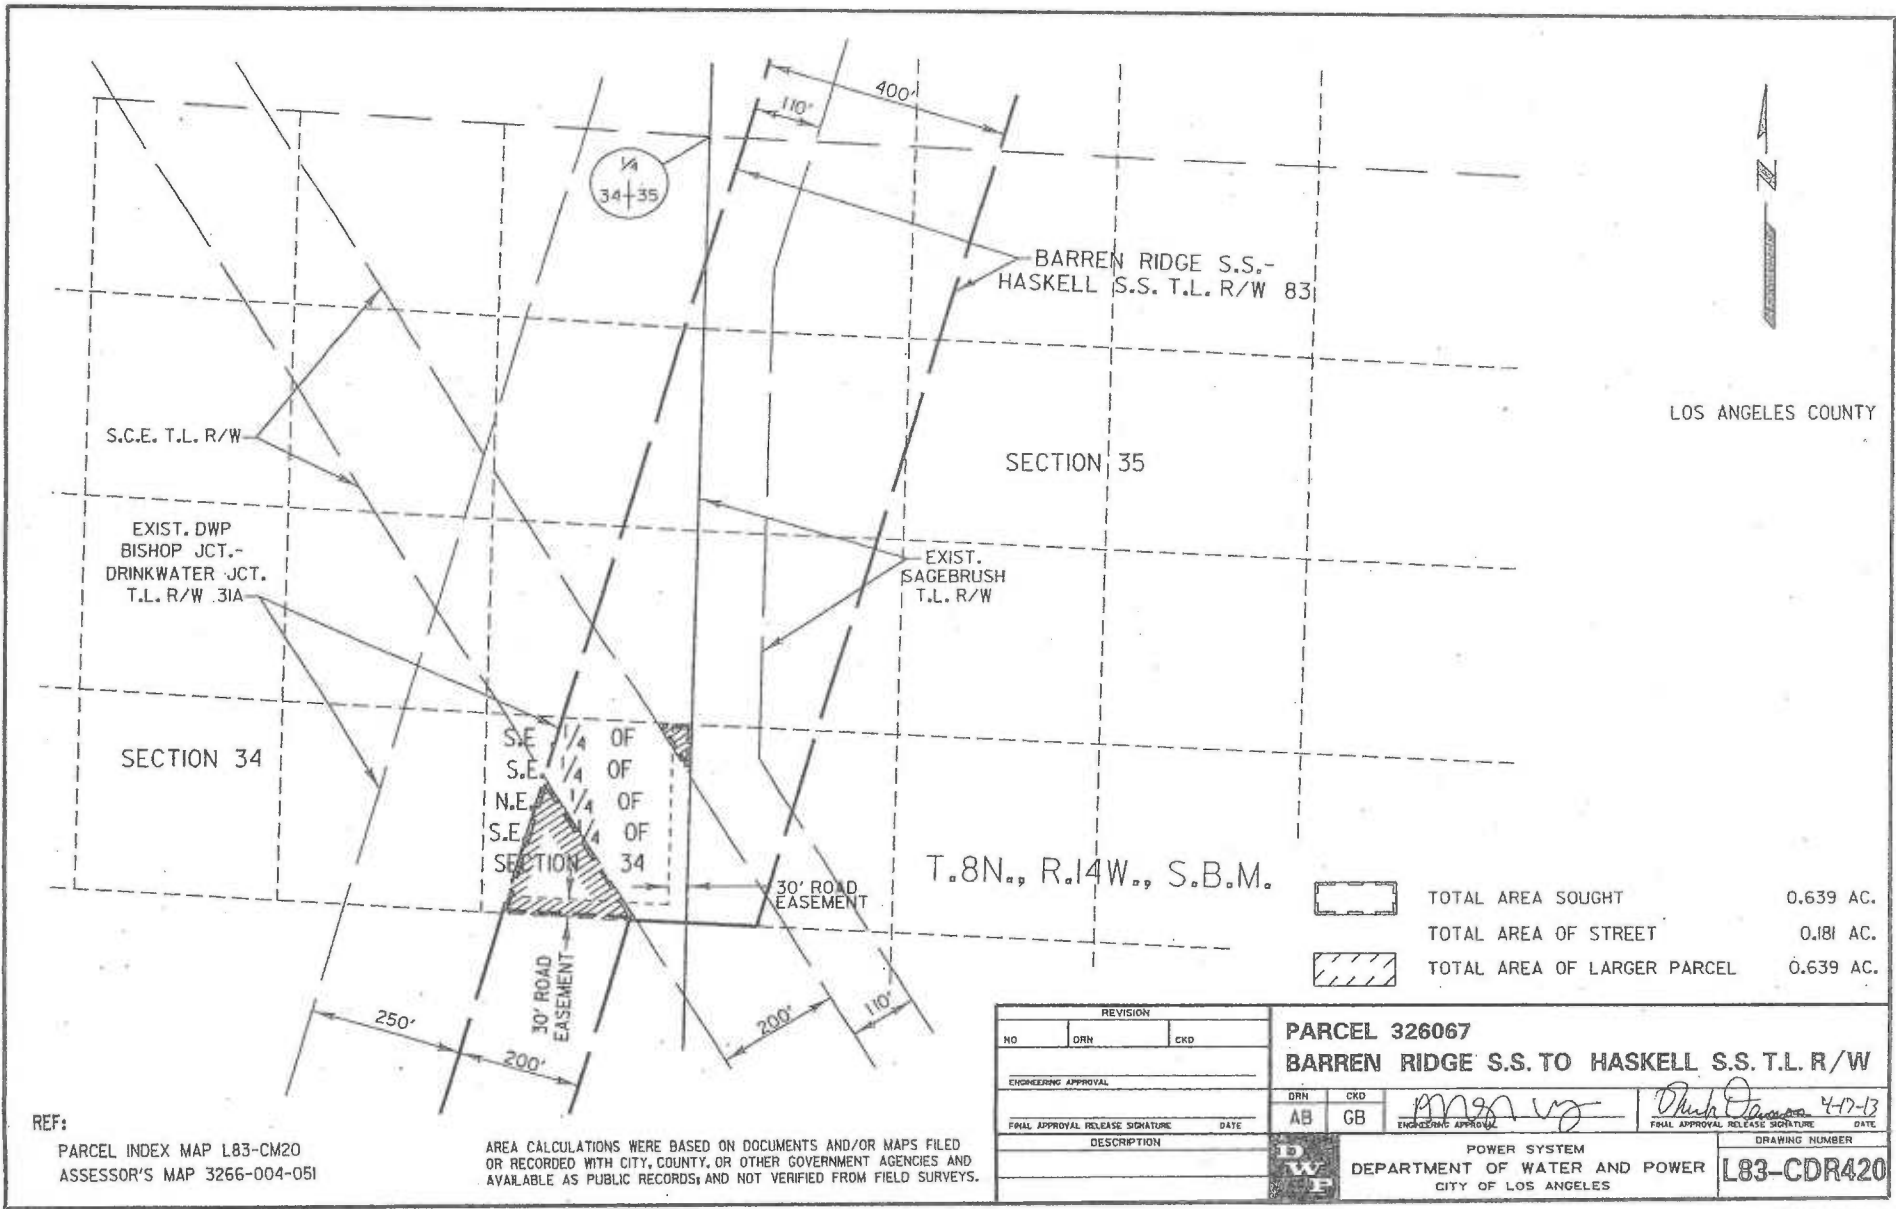 400'
110'
1/4
34 35
N
BARREN RIDGE S.S.-
HASKELL S.S. T.L. R/W 83
LOS ANGELES COUNTY
S.C.E. T.L. R/W
SECTION 35
EXIST. DWP
BISHOP JCT.-
DRINKWATER JCT.
T.L. R/W 31A
EXIST.
SAGEBRUSH
T.L. R/W
SECTION 34
S.E 1/4 OF
S.E. 1/4 OF
N.E. 1/4 OF
S.E 1/4 OF
SECTION 34
30' ROAD
EASEMENT
T.8N., R.14W., S.B.M.
TOTAL AREA SOUGHT 0.639 AC.
TOTAL AREA OF STREET 0.181 AC.
TOTAL AREA OF LARGER PARCEL 0.639 AC.
30' ROAD
EASEMENT
250'
200'
200'
110'
REVISION
NO DRN CKD
ENGINEERING APPROVAL
FINAL APPROVAL RELEASE SIGNATURE DATE
DESCRIPTION
PARCEL 326067
BARREN RIDGE S.S. TO HASKELL S.S. T.L. R/W
DRN CKD
AB GB
ENGINEERING APPROVAL
4-17-13
FINAL APPROVAL RELEASE SIGNATURE DATE
DWP
POWER SYSTEM
DEPARTMENT OF WATER AND POWER
CITY OF LOS ANGELES
DRAWING NUMBER
L83-CDR420
REF:
PARCEL INDEX MAP L83-CM20
ASSESSOR'S MAP 3266-004-051
AREA CALCULATIONS WERE BASED ON DOCUMENTS AND/OR MAPS FILED
OR RECORDED WITH CITY, COUNTY, OR OTHER GOVERNMENT AGENCIES AND
AVAILABLE AS PUBLIC RECORDS; AND NOT VERIFIED FROM FIELD SURVEYS.